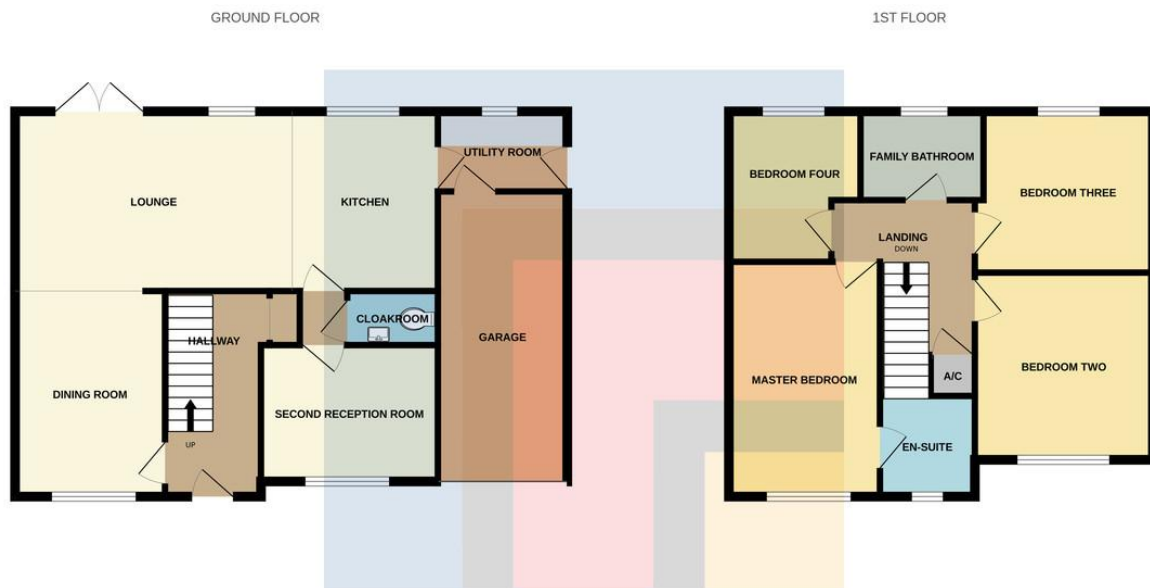 GROUND FLOOR
LOUNGE
KITCHEN
UTILITY ROOM
CLOAKROOM
HALLWAY
GARAGE
DINING ROOM
SECOND RECEPTION ROOM
UP
1ST FLOOR
BEDROOM FOUR
FAMILY BATHROOM
BEDROOM THREE
LANDING
DOWN
MASTER BEDROOM
A/C
BEDROOM TWO
EN-SUITE